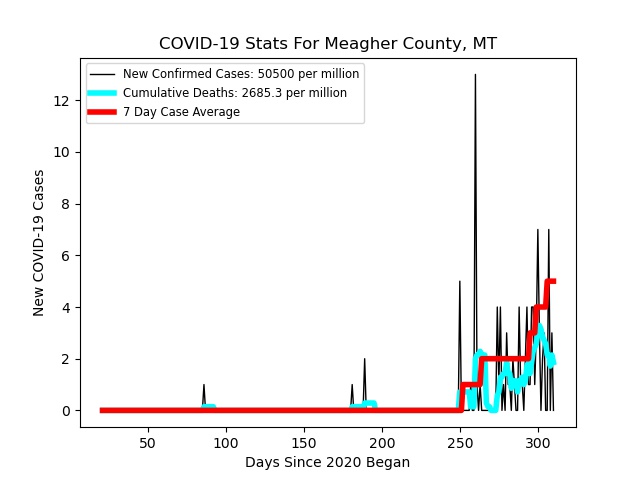 COVID-19 Stats For Meagher County, MT
New Confirmed Cases: 50500 per million
Cumulative Deaths: 2685.3 per million
7 Day Case Average
New COVID-19 Cases
12
10
8
6
4
2
0
50 100 150 200 250 300
Days Since 2020 Began